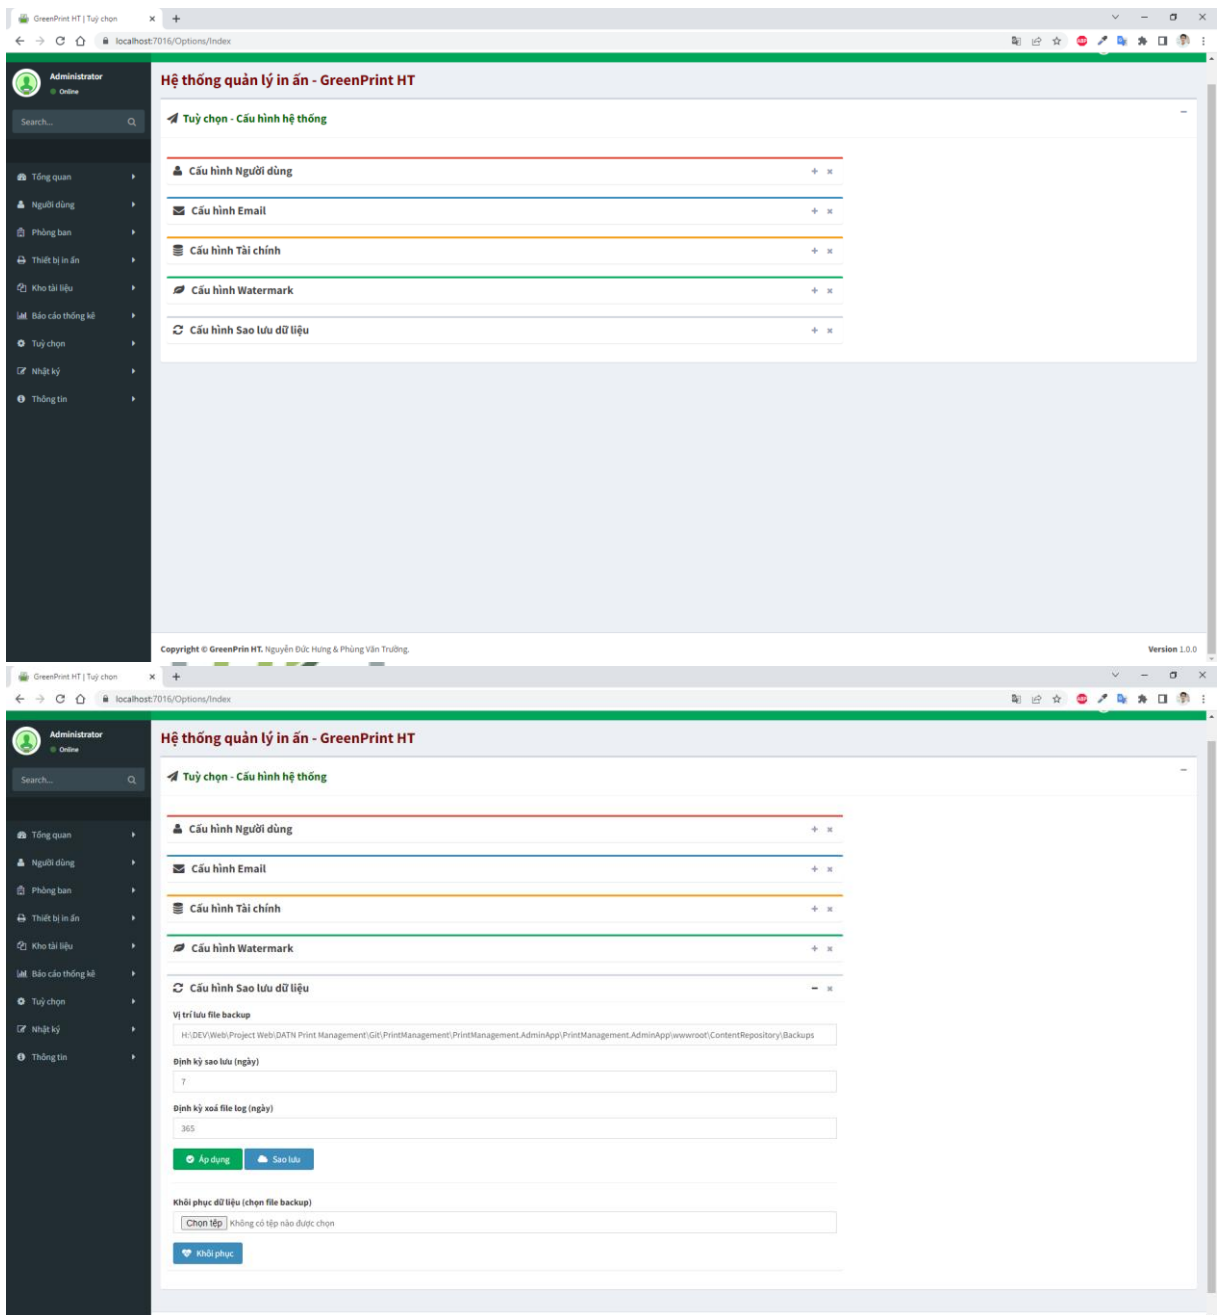 GreenPrint HT | Tuỳ chọn
localhost:7016/Options/Index
Administrator
Online
Search...
Tổng quan
Người dùng
Phòng ban
Thiết bị in ấn
Kho tài liệu
Báo cáo thống kê
Tuỳ chọn
Nhật ký
Thông tin
Hệ thống quản lý in ấn - GreenPrint HT
Tuỳ chọn - Cấu hình hệ thống
Cấu hình Người dùng
Cấu hình Email
Cấu hình Tài chính
Cấu hình Watermark
Cấu hình Sao lưu dữ liệu
Copyright © GreenPrin HT. Nguyễn Đức Hưng & Phùng Văn Trường.
Version 1.0.0
GreenPrint HT | Tuỳ chọn
localhost:7016/Options/Index
Administrator
Online
Search...
Tổng quan
Người dùng
Phòng ban
Thiết bị in ấn
Kho tài liệu
Báo cáo thống kê
Tuỳ chọn
Nhật ký
Thông tin
Hệ thống quản lý in ấn - GreenPrint HT
Tuỳ chọn - Cấu hình hệ thống
Cấu hình Người dùng
Cấu hình Email
Cấu hình Tài chính
Cấu hình Watermark
Cấu hình Sao lưu dữ liệu
Vị trí lưu file backup
H:\DEV\Web\Project Web\DATN Print Management\Git\PrintManagement\PrintManagement.AdminApp\PrintManagement.AdminApp\wwwroot\ContentRepository\Backups
Định kỳ sao lưu (ngày)
7
Định kỳ xoá file log (ngày)
365
Áp dụng
Sao lưu
Khôi phục dữ liệu (chọn file backup)
Chọn tệp Không có tệp nào được chọn
Khôi phục